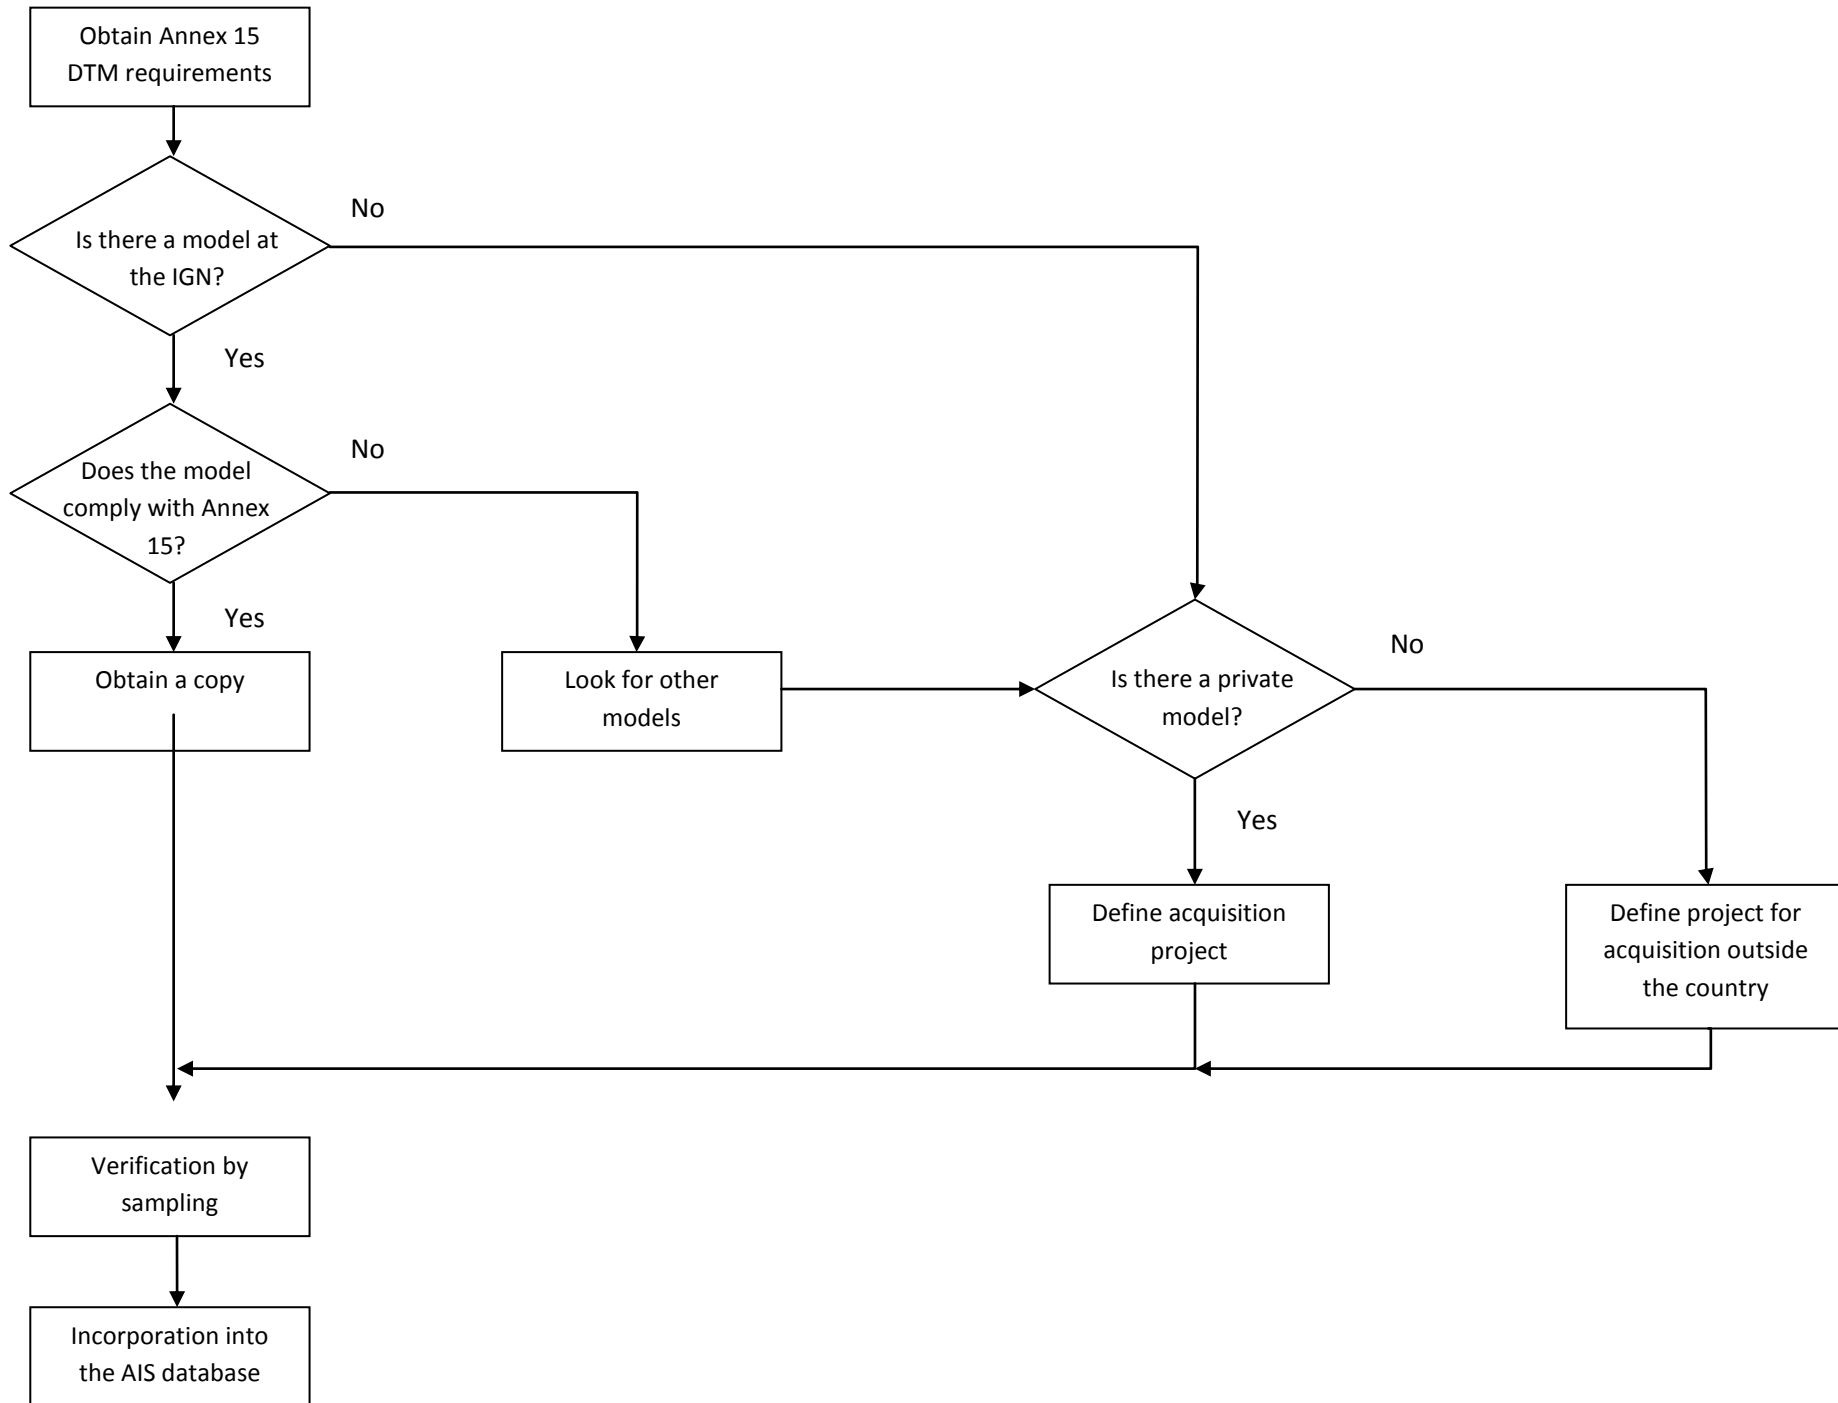 Obtain Annex 15
DTM requirements
No
Is there a model at
the IGN?
Yes
No
Does the model
comply with Annex
15?
Yes
Obtain a copy
Look for other
models
No
Is there a private
model?
Yes
Define acquisition
project
Define project for
acquisition outside
the country
Verification by
sampling
Incorporation into
the AIS database